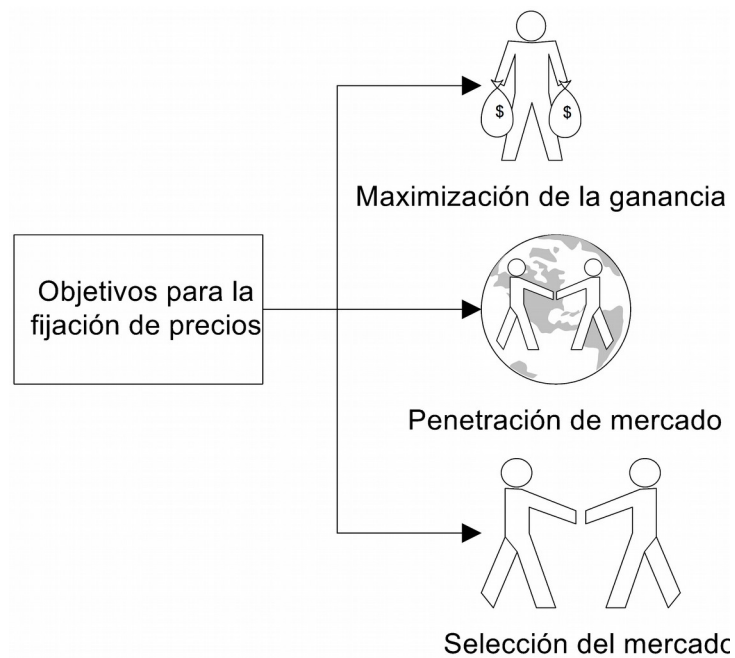 $ $
Maximización de la ganancia
Objetivos para la
fijación de precios
Penetración de mercado
Selección del mercado